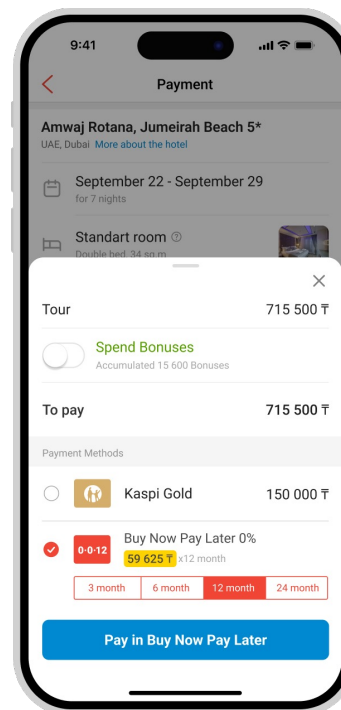 9:41
Payment
Amwaj Rotana, Jumeirah Beach 5*
UAE, Dubai More about the hotel
September 22 - September 29
for 7 nights
Standart room ?
Double bed, 34 sq.m
Tour 715 500 ₸
Spend Bonuses
Accumulated 15 600 Bonuses
To pay 715 500 ₸
Payment Methods
Kaspi Gold 150 000 ₸
0·0·12
Buy Now Pay Later 0%
59 625 ₸ x12 month
3 month 6 month 12 month 24 month
Pay in Buy Now Pay Later